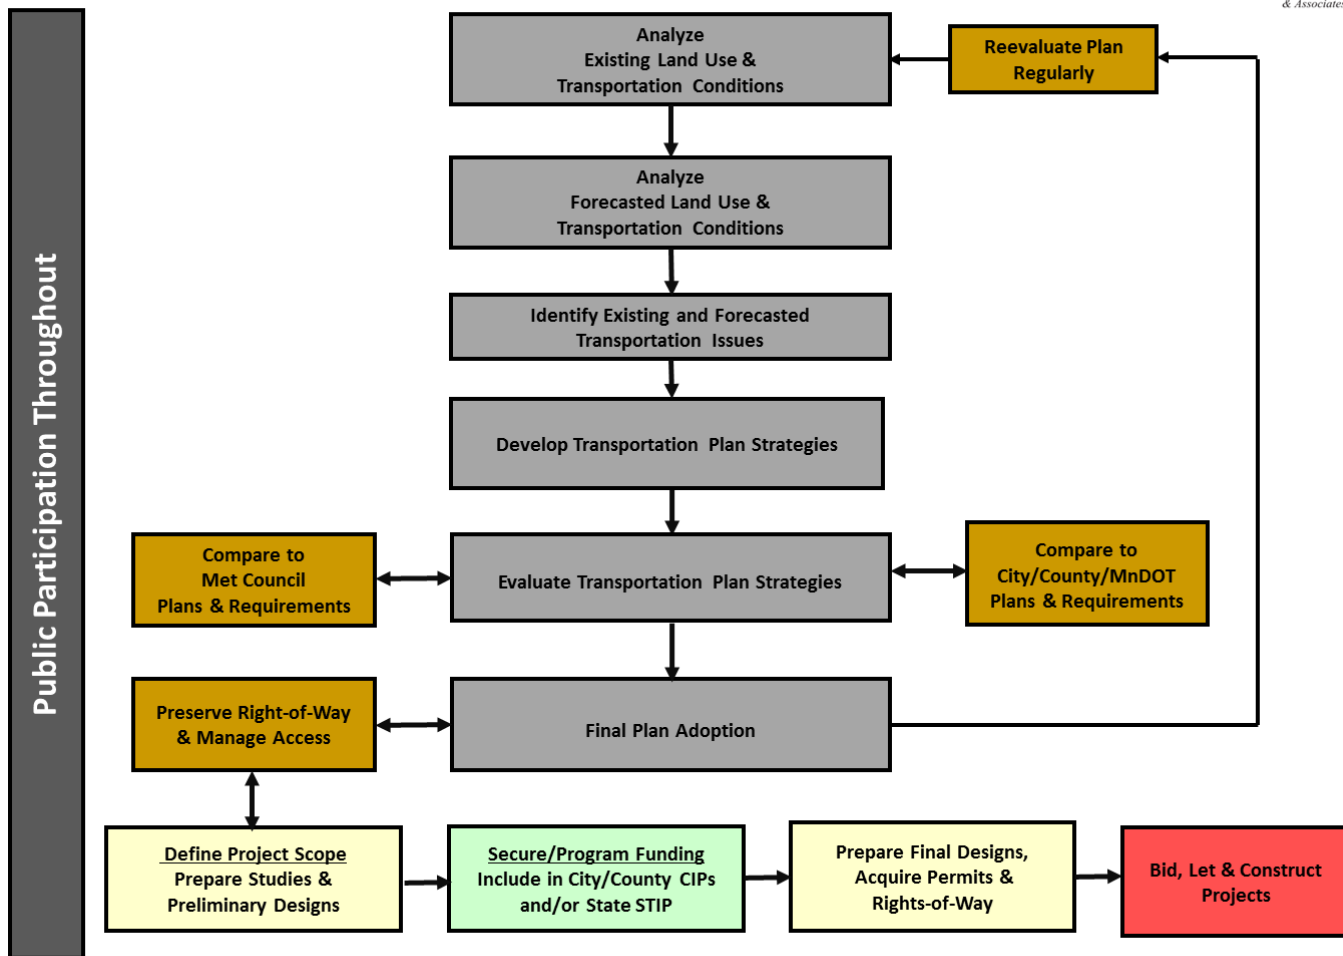 & Associates
Public Participation Throughout
Analyze
Existing Land Use &
Transportation Conditions
Reevaluate Plan
Regularly
Analyze
Forecasted Land Use &
Transportation Conditions
Identify Existing and Forecasted
Transportation Issues
Develop Transportation Plan Strategies
Compare to
Met Council
Plans & Requirements
Evaluate Transportation Plan Strategies
Compare to
City/County/MnDOT
Plans & Requirements
Preserve Right-of-Way
& Manage Access
Final Plan Adoption
Define Project Scope
Prepare Studies &
Preliminary Designs
Secure/Program Funding
Include in City/County CIPs
and/or State STIP
Prepare Final Designs,
Acquire Permits &
Rights-of-Way
Bid, Let & Construct
Projects